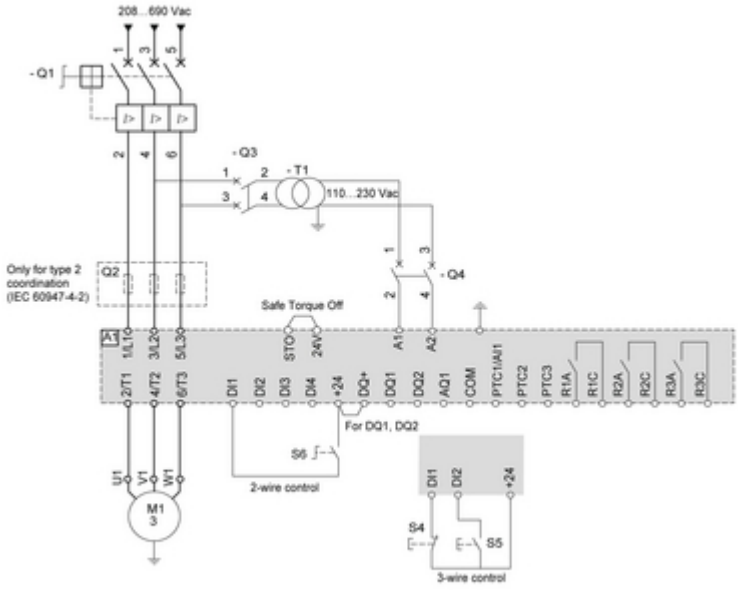 208...690 Vac
1 3 5
- Q1
I> I> I>
2 4 6
- Q3
1 2
3 4
- T1
110...230 Vac
1 3
- Q4
2 4
Only for type 2
coordination
(IEC 60947-4-2)
Q2
Safe Torque Off
A1
1/L1 3/L2 5/L3 STO 24V A1 A2
2/T1 4/T2 6/T3 DI1 DI2 DI3 DI4 +24 DQ+ DQ1 DQ2 AQ1 COM PTC1/AI1 PTC2 PTC3 R1A R1C R2A R2C R3A R3C
For DQ1, DQ2
S6
2-wire control
U1 V1 W1
M1
3
DI1 DI2 +24
S4
S5
3-wire control